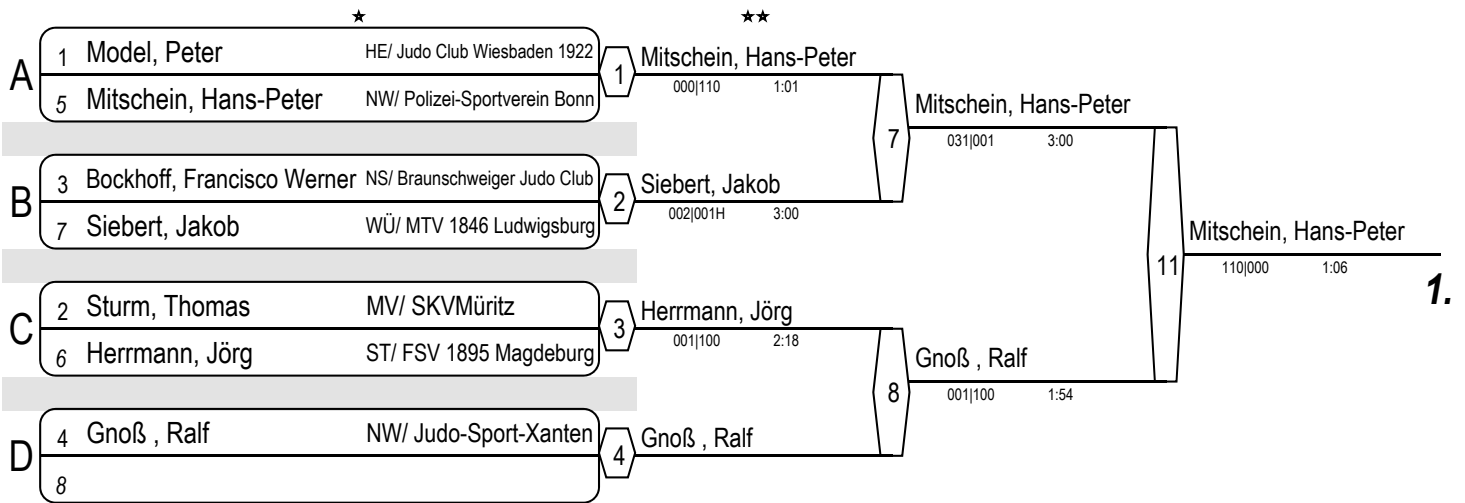 ★ ★★
A
1 Model, Peter HE/ Judo Club Wiesbaden 1922
5 Mitschein, Hans-Peter NW/ Polizei-Sportverein Bonn
1
Mitschein, Hans-Peter
000|110 1:01
B
3 Bockhoff, Francisco Werner NS/ Braunschweiger Judo Club
7 Siebert, Jakob WÜ/ MTV 1846 Ludwigsburg
2
Siebert, Jakob
002|001H 3:00
7
Mitschein, Hans-Peter
031|001 3:00
C
2 Sturm, Thomas MV/ SKVMüritz
6 Herrmann, Jörg ST/ FSV 1895 Magdeburg
3
Herrmann, Jörg
001|100 2:18
D
4 Gnoß , Ralf NW/ Judo-Sport-Xanten
8
4
Gnoß , Ralf
8
Gnoß , Ralf
001|100 1:54
11
Mitschein, Hans-Peter
110|000 1:06
1.